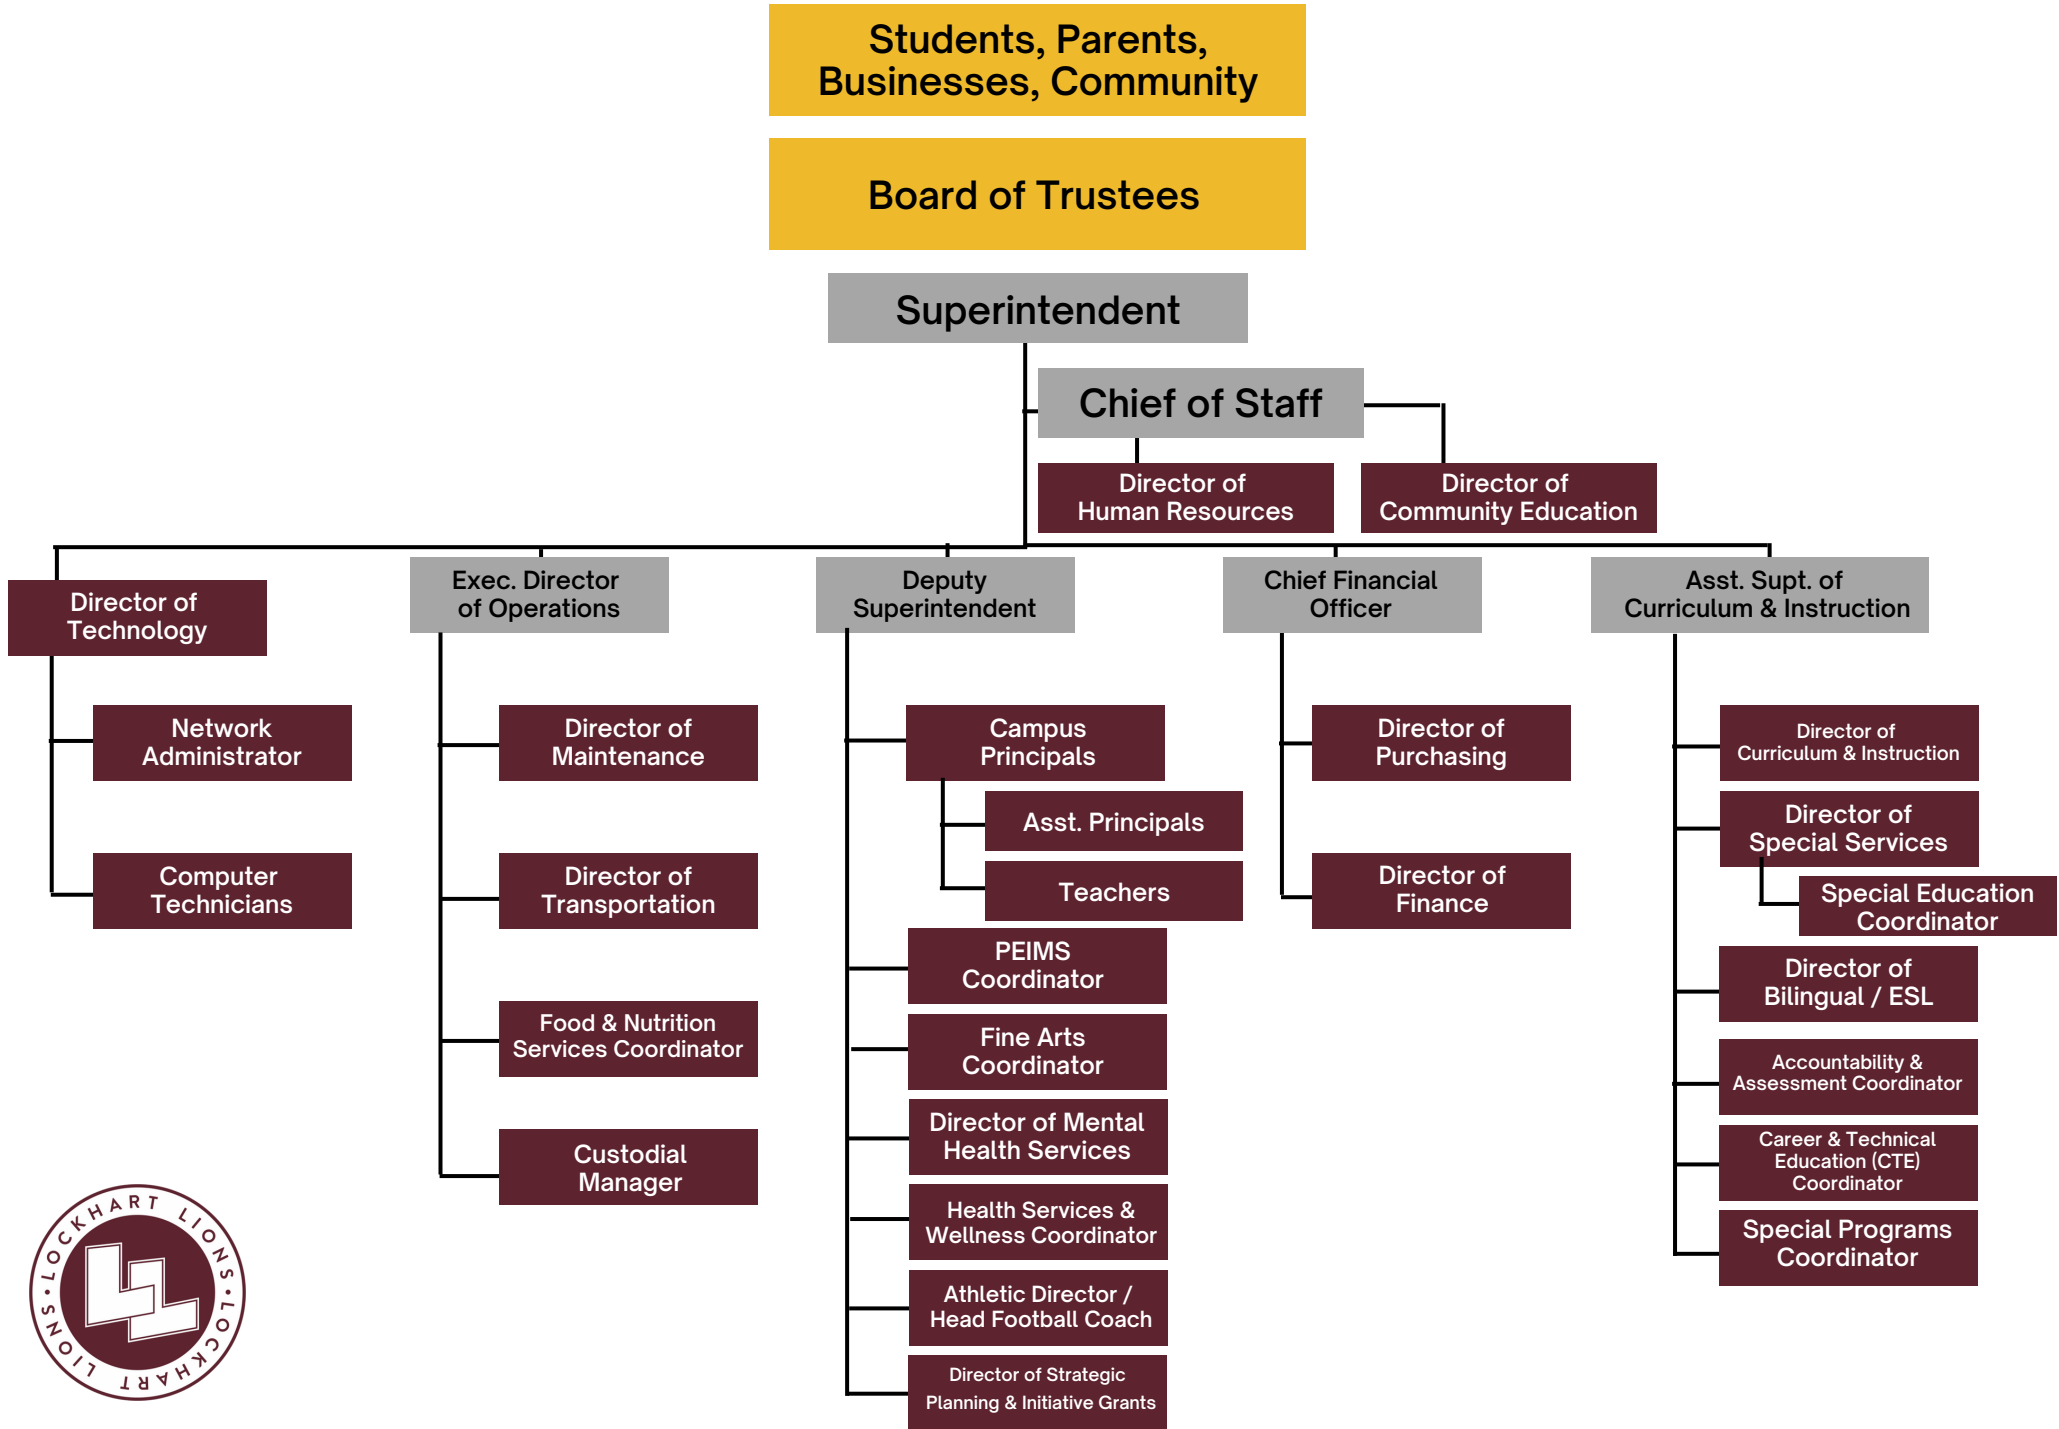 Students, Parents,
Businesses, Community
Board of Trustees
Superintendent
Chief of Staff
Director of
Human Resources
Director of
Community Education
Director of
Technology
Network
Administrator
Computer
Technicians
Exec. Director
of Operations
Director of
Maintenance
Director of
Transportation
Food & Nutrition
Services Coordinator
Custodial
Manager
Deputy
Superintendent
Campus
Principals
Asst. Principals
Teachers
PEIMS
Coordinator
Fine Arts
Coordinator
Director of Mental
Health Services
Health Services &
Wellness Coordinator
Athletic Director /
Head Football Coach
Director of Strategic
Planning & Initiative Grants
Chief Financial
Officer
Director of
Purchasing
Director of
Finance
Asst. Supt. of
Curriculum & Instruction
Director of
Curriculum & Instruction
Director of
Special Services
Special Education
Coordinator
Director of
Bilingual / ESL
Accountability &
Assessment Coordinator
Career & Technical
Education (CTE)
Coordinator
Special Programs
Coordinator
LOCKHART LIONS • LOCKHART LIONS •
LL